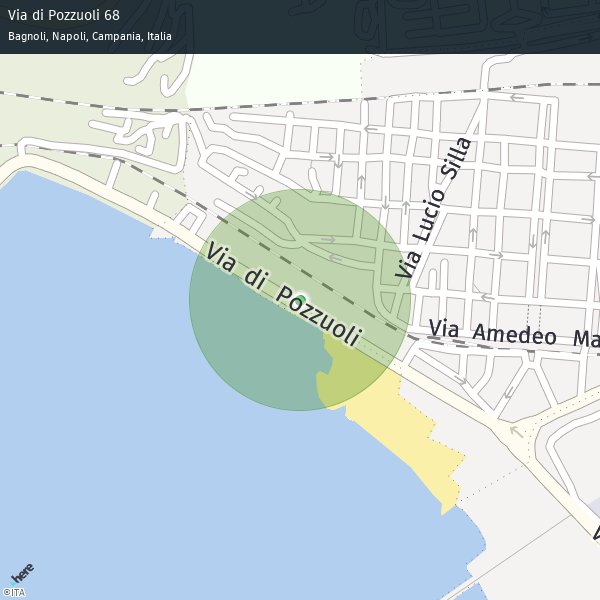 Via di Pozzuoli 68
Bagnoli, Napoli, Campania, Italia
Via Lucio Silla
Via di Pozzuoli
Via Amedeo Ma
V
here
©ITA